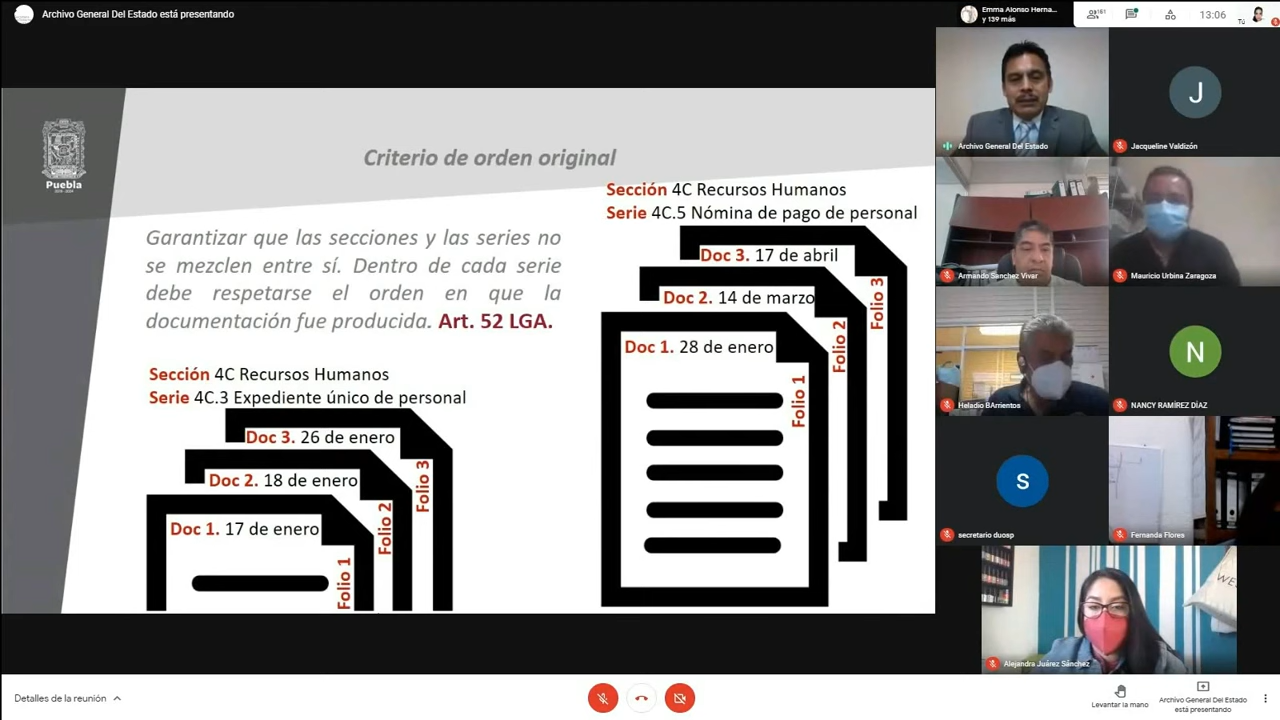 Archivo General Del Estado está presentando
Emma Alonso Herna...
y 139 más
161
13:06
Tú
Puebla
Criterio de orden original
Garantizar que las secciones y las series no
se mezclen entre sí. Dentro de cada serie
debe respetarse el orden en que la
documentación fue producida. Art. 52 LGA.
Sección 4C Recursos Humanos
Serie 4C.3 Expediente único de personal
Doc 3. 26 de enero
Folio 3
Doc 2. 18 de enero
Folio 2
Doc 1. 17 de enero
Folio 1
Sección 4C Recursos Humanos
Serie 4C.5 Nómina de pago de personal
Doc 3. 17 de abril
Folio 3
Doc 2. 14 de marzo
Folio 2
Doc 1. 28 de enero
Folio 1
Archivo General Del Estado
J
Jacqueline Valdizón
Armando Sanchez Vivar
Mauricio Urbina Zaragoza
Heladio BArrientos
N
NANCY RAMÍREZ DÍAZ
S
secretario duosp
Fernanda Flores
WE
Alejandra Juárez Sánchez
Detalles de la reunión
Levantar la mano
Archivo General Del Estado
está presentando